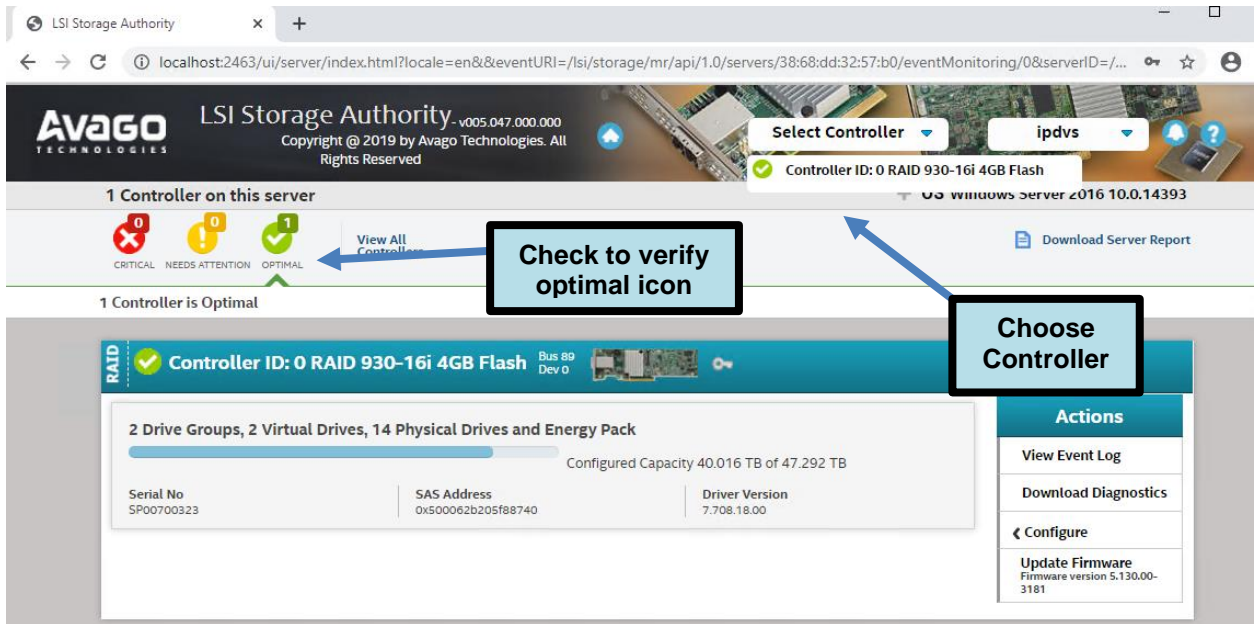 LSI Storage Authority
localhost:2463/ui/server/index.html?locale=en&&eventURI=/lsi/storage/mr/api/1.0/servers/38:68:dd:32:57:b0/eventMonitoring/0&serverID=/...
AVAGO
TECHNOLOGIES
LSI Storage Authority- v005.047.000.000
Copyright @ 2019 by Avago Technologies. All
Rights Reserved
Select Controller
ipdvs
Controller ID: 0 RAID 930-16i 4GB Flash
1 Controller on this server
OS Windows Server 2016 10.0.14393
0
0
1
CRITICAL
NEEDS ATTENTION
OPTIMAL
View All
Controllers
Download Server Report
Check to verify
optimal icon
1 Controller is Optimal
Choose
Controller
RAID
Controller ID: 0 RAID 930-16i 4GB Flash
Bus 89
Dev 0
2 Drive Groups, 2 Virtual Drives, 14 Physical Drives and Energy Pack
Configured Capacity 40.016 TB of 47.292 TB
Serial No
SP00700323
SAS Address
0x500062b205f88740
Driver Version
7.708.18.00
Actions
View Event Log
Download Diagnostics
Configure
Update Firmware
Firmware version 5.130.00-
3181